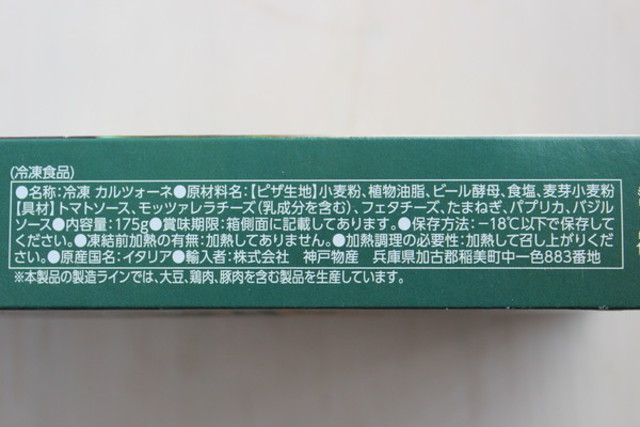 (冷凍食品)
●名称:冷凍 カルツォーネ●原材料名:【ピザ生地】小麦粉、植物油脂、ビール酵母、食塩、麦芽小麦粉
【具材】トマトソース、モッツァレラチーズ(乳成分を含む)、フェタチーズ、たまねぎ、パプリカ、バジル
ソース●内容量:175g●賞味期限:箱側面に記載してあります。●保存方法:-18℃以下で保存して
ください。●凍結前加熱の有無:加熱してありません。●加熱調理の必要性:加熱して召し上がりくだ
さい。●原産国名:イタリア●輸入者:株式会社 神戸物産 兵庫県加古郡稲美町中一色883番地
※本製品の製造ラインでは、大豆、鶏肉、豚肉を含む製品を生産しています。